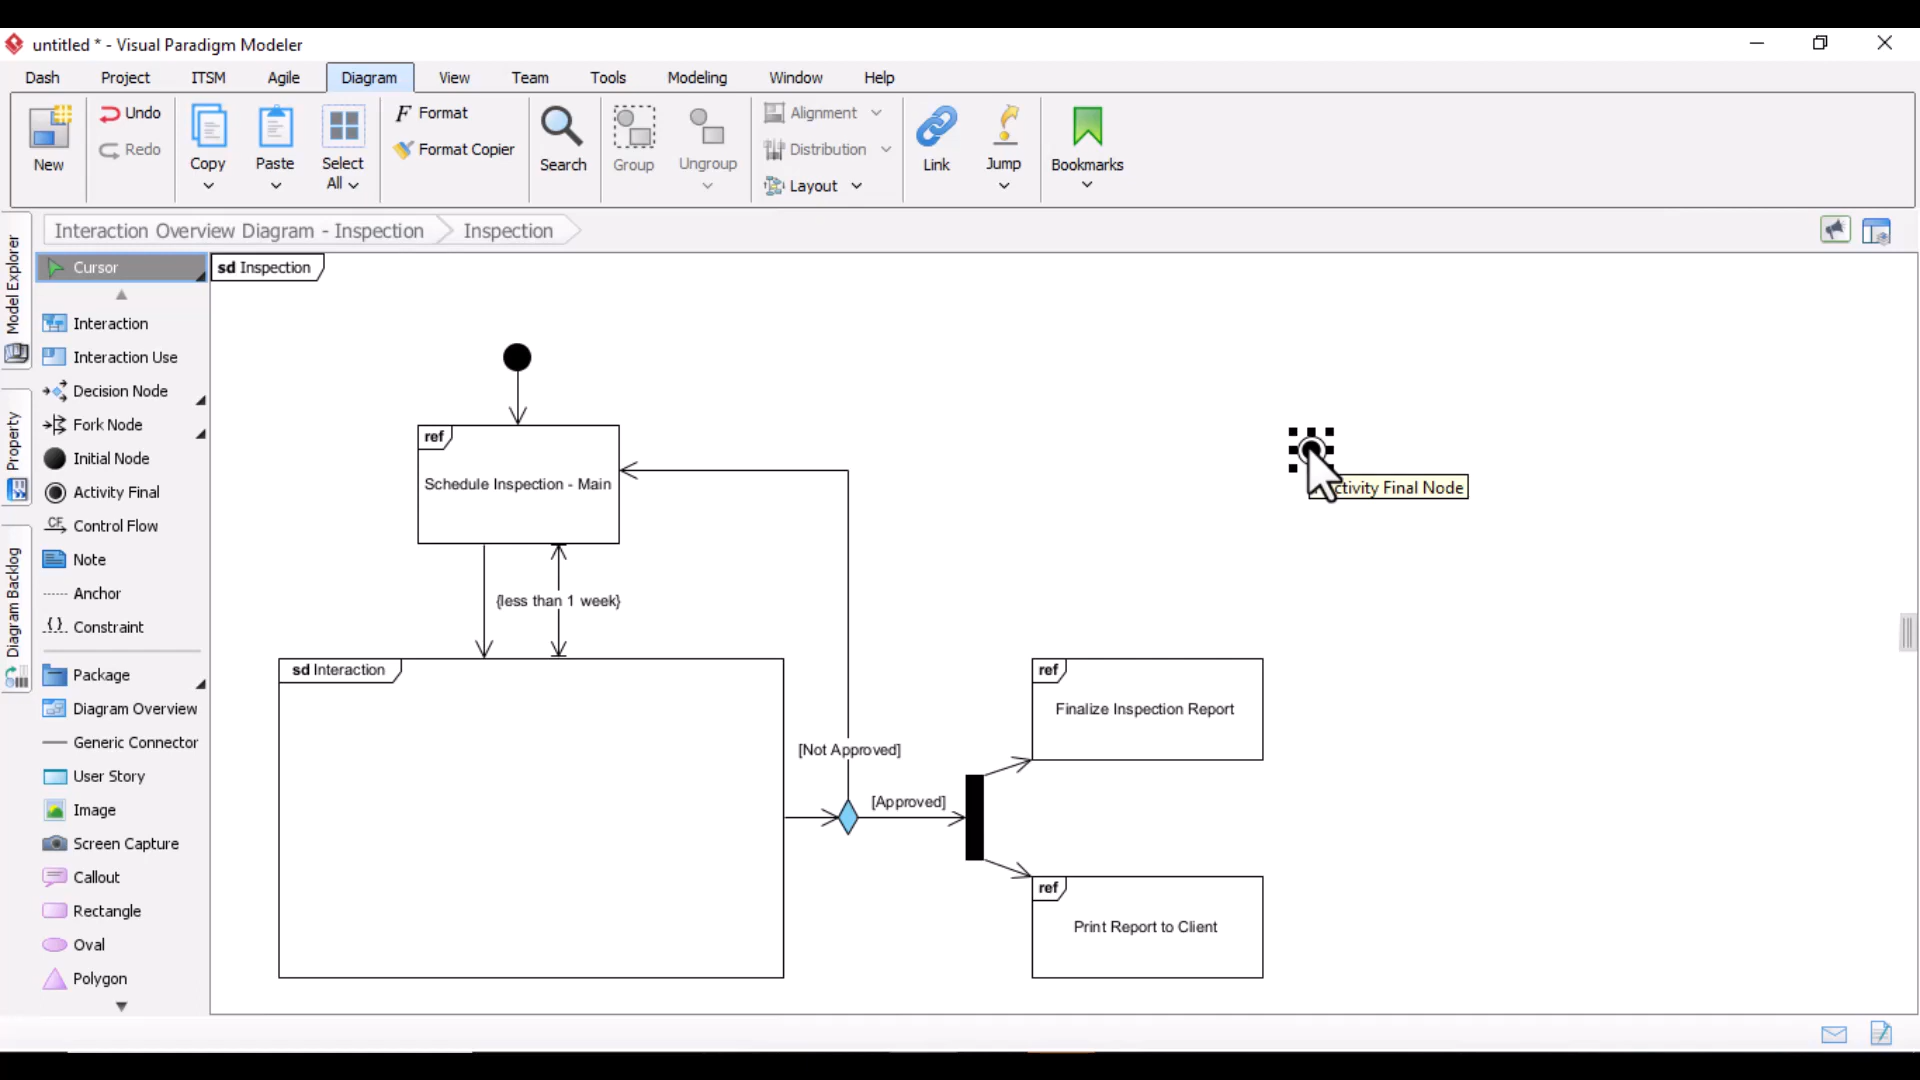 untitled * - Visual Paradigm Modeler
Dash Project ITSM Agile Diagram View Team Tools Modeling Window Help
New
Undo
Redo
Copy
Paste
Select
All
Format
Format Copier
Search
Group
Ungroup
Alignment
Distribution
Layout
Link
Jump
Bookmarks
Interaction Overview Diagram - Inspection
Inspection
Model Explorer
Property
Diagram Backlog
Cursor
Interaction
Interaction Use
Decision Node
Fork Node
Initial Node
Activity Final
CF Control Flow
Note
Anchor
{} Constraint
Package
Diagram Overview
Generic Connector
User Story
Image
Screen Capture
Callout
Rectangle
Oval
Polygon
sd Inspection
ref
Schedule Inspection - Main
{less than 1 week}
sd Interaction
[Not Approved]
[Approved]
ref
Finalize Inspection Report
ref
Print Report to Client
Final Node